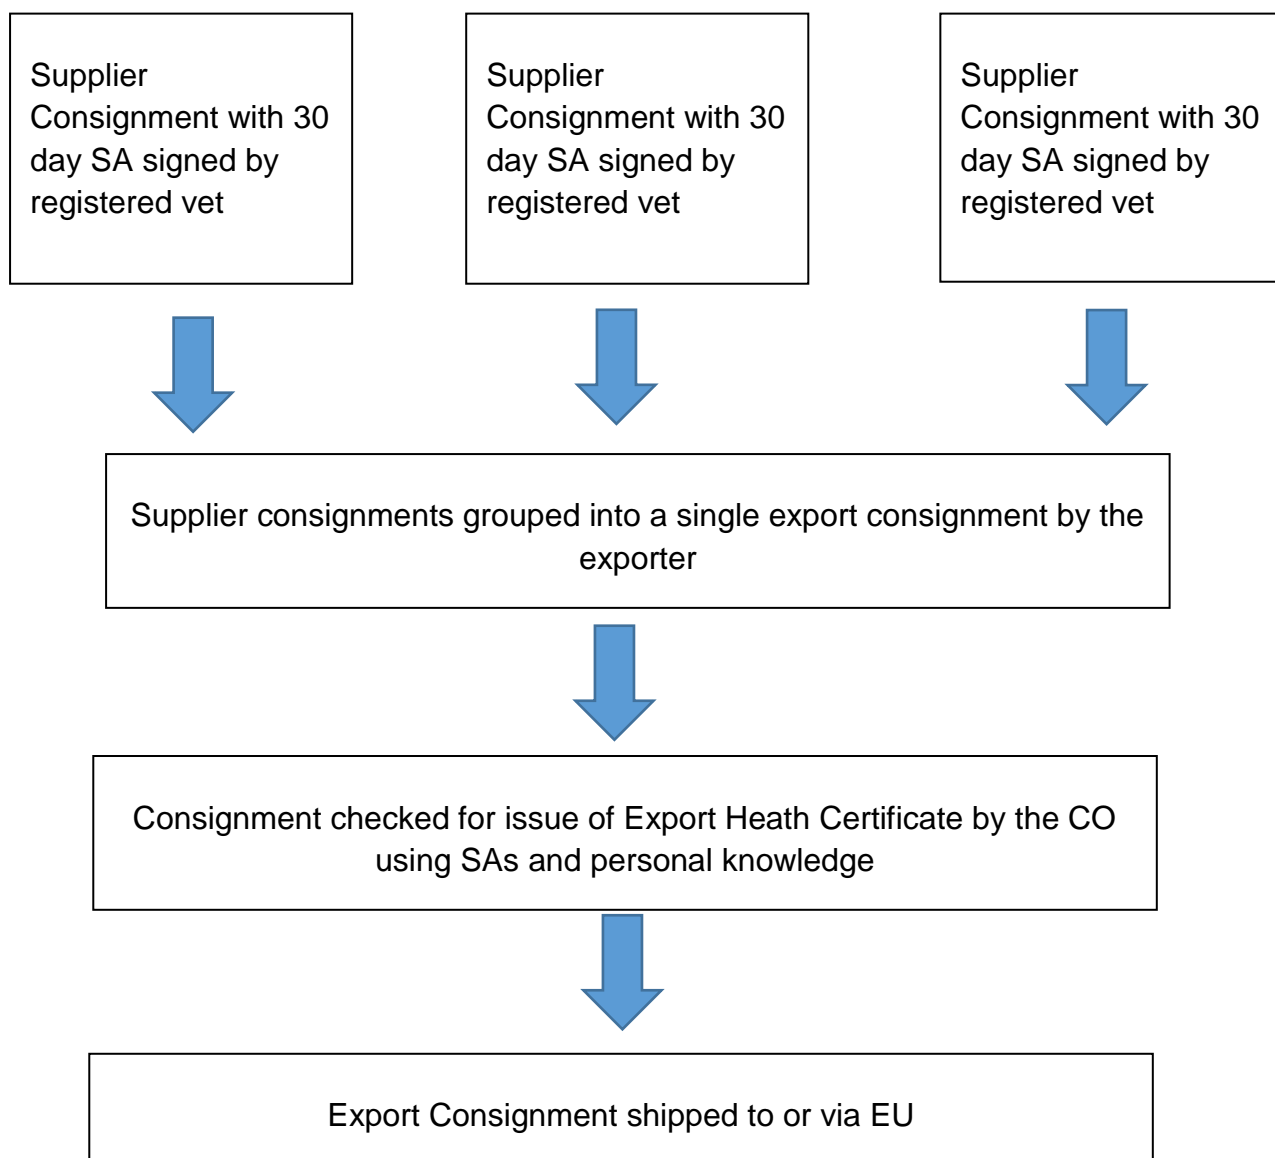 Supplier
Consignment with 30
day SA signed by
registered vet
Supplier
Consignment with 30
day SA signed by
registered vet
Supplier
Consignment with 30
day SA signed by
registered vet
Supplier consignments grouped into a single export consignment by the
exporter
Consignment checked for issue of Export Heath Certificate by the CO
using SAs and personal knowledge
Export Consignment shipped to or via EU